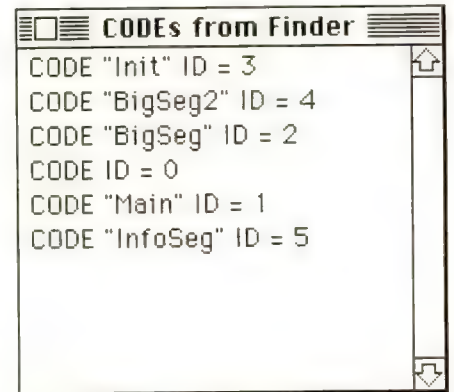 CODEs from Finder
CODE "Init" ID = 3
CODE "BigSeg2" ID = 4
CODE "BigSeg" ID = 2
CODE ID = 0
CODE "Main" ID = 1
CODE "InfoSeg" ID = 5